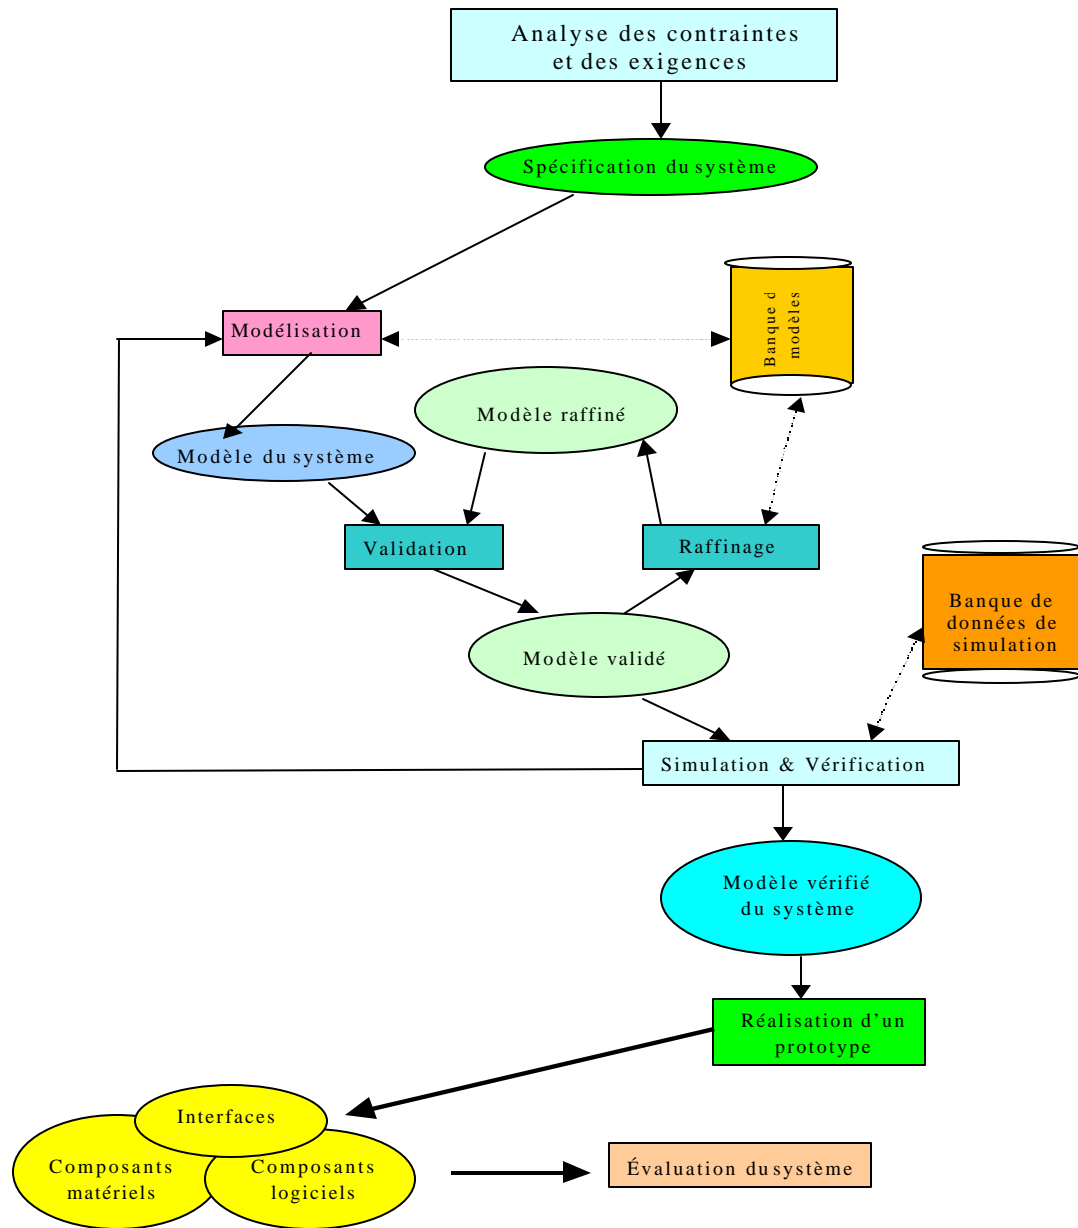 Analyse des contraintes
et des exigences
Spécification du système
Banque d
modèles
Modélisation
Modèle raffiné
Modèle du système
Validation
Raffinage
Banque de
données de
simulation
Modèle validé
Simulation & Vérification
Modèle vérifié
du système
Réalisation d’un
prototype
Interfaces
Composants
matériels
Composants
logiciels
Évaluation du système